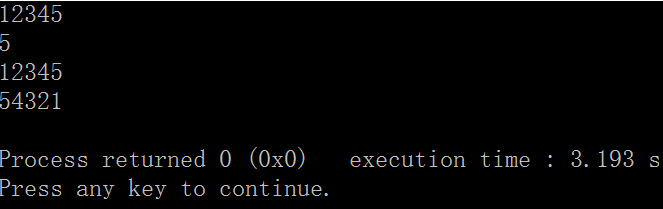 12345
5
12345
54321
Process returned 0 (0x0)   execution time : 3.193 s
Press any key to continue.